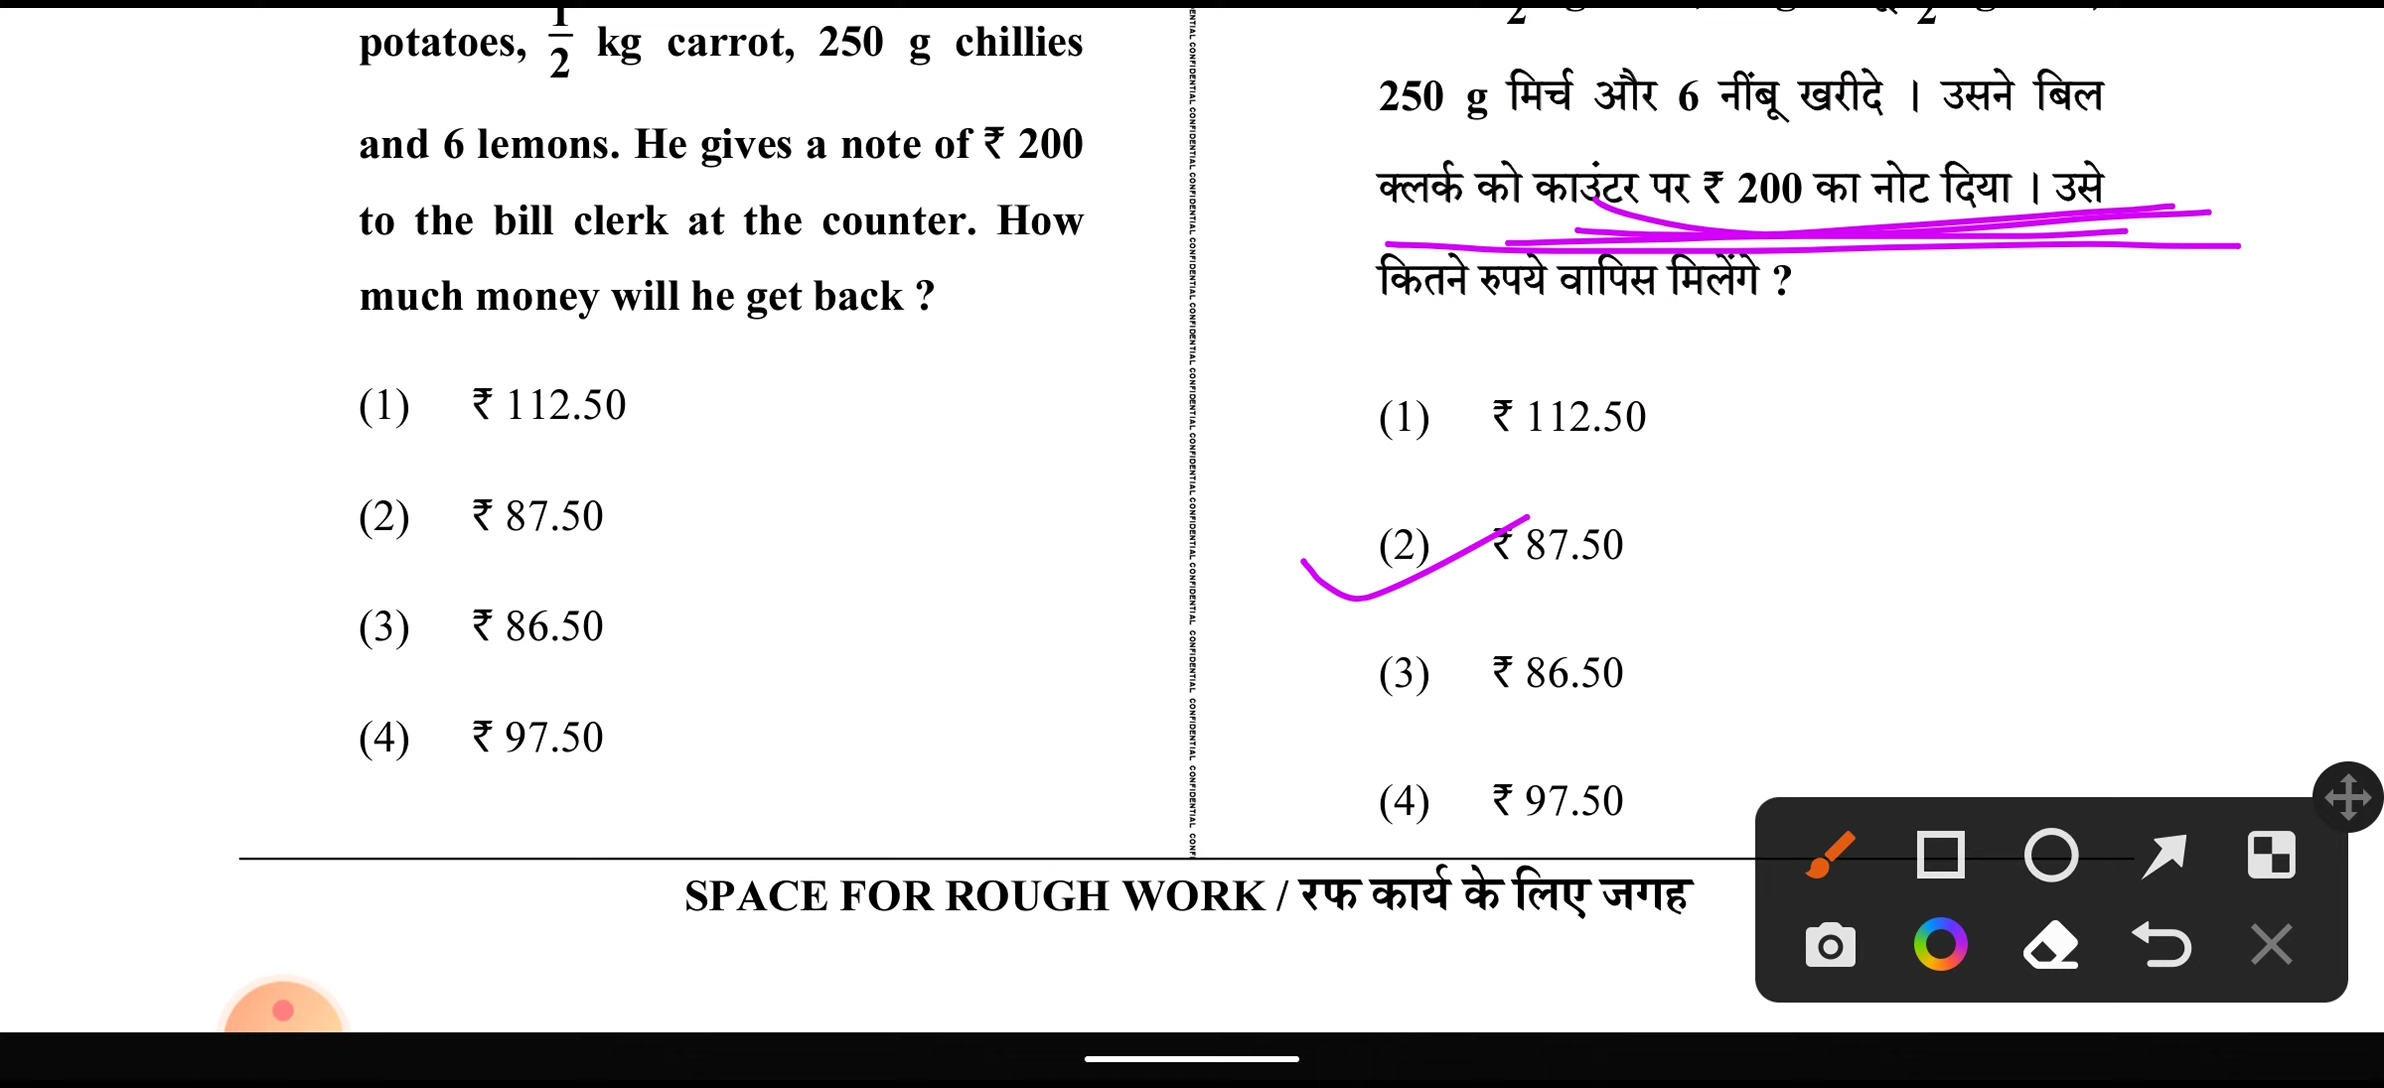 potatoes, 1/2 kg carrot, 250 g chillies
and 6 lemons. He gives a note of ₹ 200
to the bill clerk at the counter. How
much money will he get back ?
(1) ₹ 112.50
(2) ₹ 87.50
(3) ₹ 86.50
(4) ₹ 97.50
250 g मिर्च और 6 नींबू खरीदे । उसने बिल
क्लर्क को काउंटर पर ₹ 200 का नोट दिया । उसे
कितने रुपये वापिस मिलेंगे ?
(1) ₹ 112.50
(2) ₹ 87.50
(3) ₹ 86.50
(4) ₹ 97.50
SPACE FOR ROUGH WORK / रफ कार्य के लिए जगह